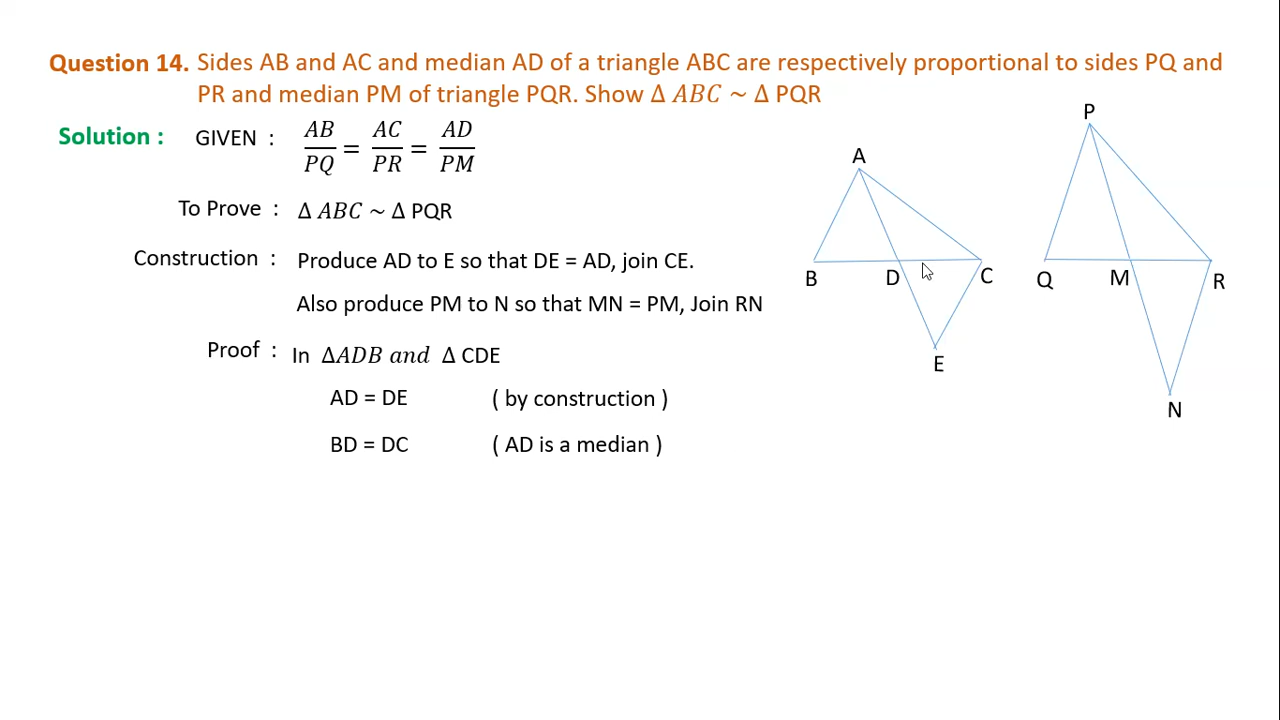 Question 14. Sides AB and AC and median AD of a triangle ABC are respectively proportional to sides PQ and
PR and median PM of triangle PQR. Show Δ ABC ~ Δ PQR
Solution : GIVEN : AB/PQ = AC/PR = AD/PM
To Prove : Δ ABC ~ Δ PQR
Construction : Produce AD to E so that DE = AD, join CE.
Also produce PM to N so that MN = PM, Join RN
Proof : In ΔADB and Δ CDE
AD = DE ( by construction )
BD = DC ( AD is a median )
A
B
D
C
E
P
Q
M
R
N